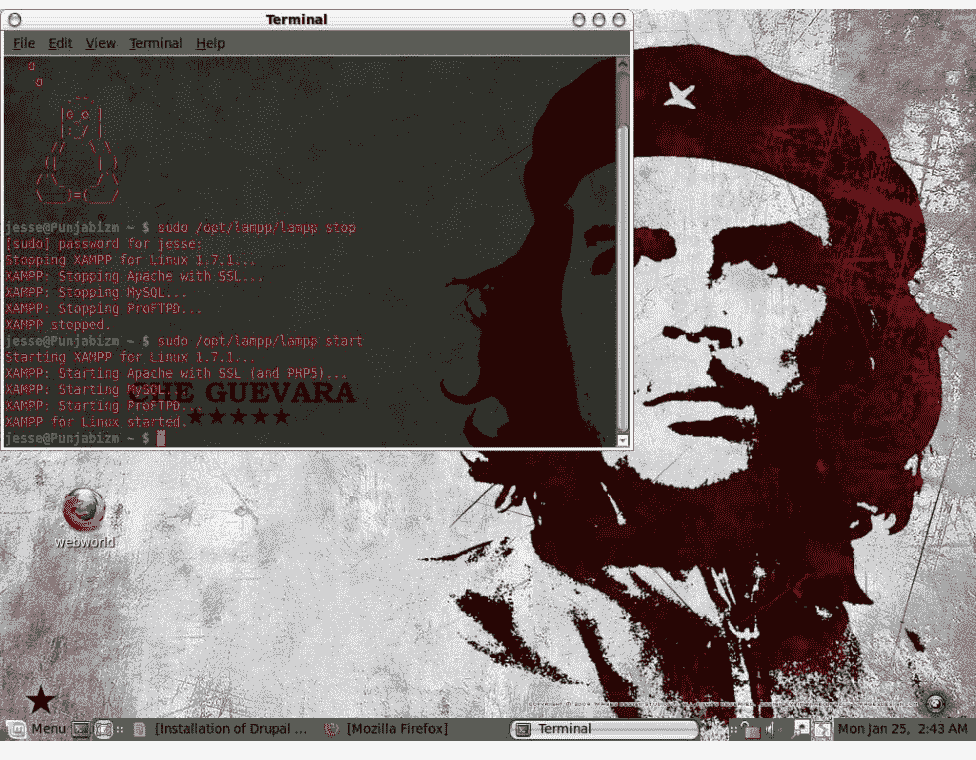 Terminal
File Edit View Terminal Help
jesse@Punjabizm ~ $ sudo /opt/lampp/lampp stop
[sudo] password for jesse:
Stopping XAMPP for Linux 1.7.1...
XAMPP: Stopping Apache with SSL...
XAMPP: Stopping MySQL...
XAMPP: Stopping ProFTPD...
XAMPP stopped.
jesse@Punjabizm ~ $ sudo /opt/lampp/lampp start
Starting XAMPP for Linux 1.7.1...
XAMPP: Starting Apache with SSL (and PHP5)...
XAMPP: Starting MySQL...
XAMPP: Starting ProFTPD...
XAMPP for Linux started.
jesse@Punjabizm ~ $
CHE GUEVARA
webworld
Menu [Installation of Drupal ... [Mozilla Firefox] Terminal Mon Jan 25, 2:43 AM